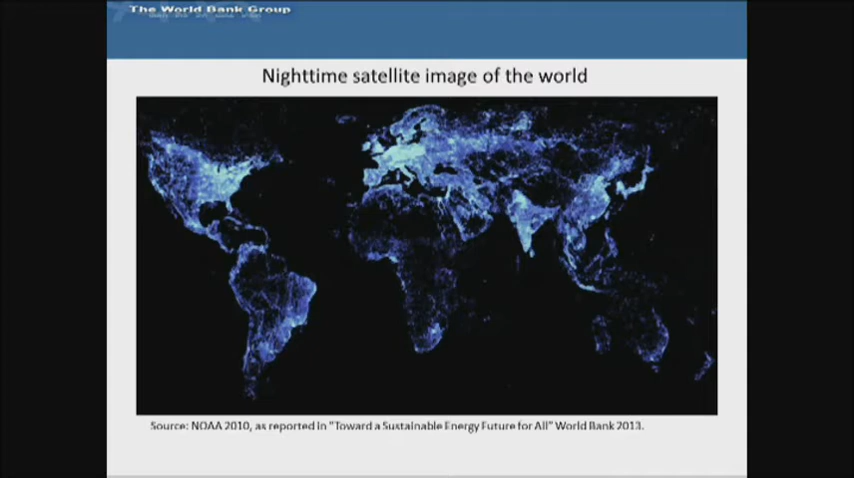 The World Bank Group
Nighttime satellite image of the world
Source: NOAA 2010, as reported in "Toward a Sustainable Energy Future for All" World Bank 2013.